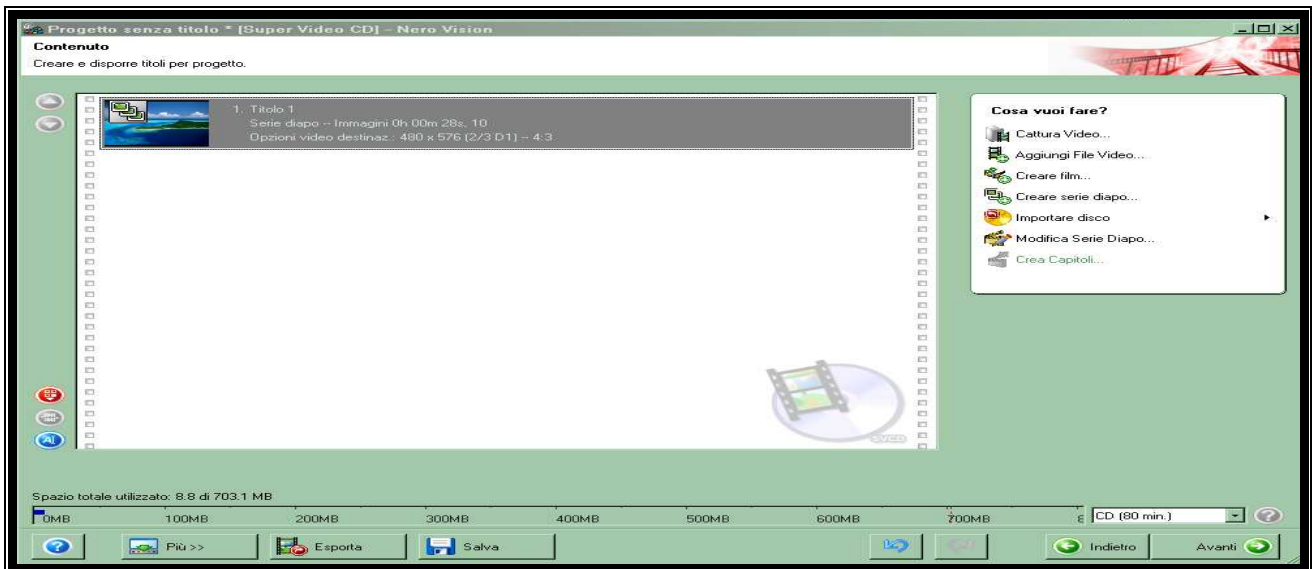 Progetto senza titolo * [Super Video CD] - Nero Vision
Contenuto
Creare e disporre titoli per progetto.
1. Titolo 1
Serie diapo -- Immagini 0h 00m 28s, 10
Opzioni video destinaz.: 480 x 576 (2/3 D1) -- 4:3
Cosa vuoi fare?
Cattura Video...
Aggiungi File Video...
Creare film...
Creare serie diapo...
Importare disco
Modifica Serie Diapo...
Crea Capitoli...
AI
SVCD
Spazio totale utilizzato: 8.8 di 703.1 MB
0MB 100MB 200MB 300MB 400MB 500MB 600MB 700MB
CD (80 min.)
Più >>
Esporta
Salva
Indietro
Avanti